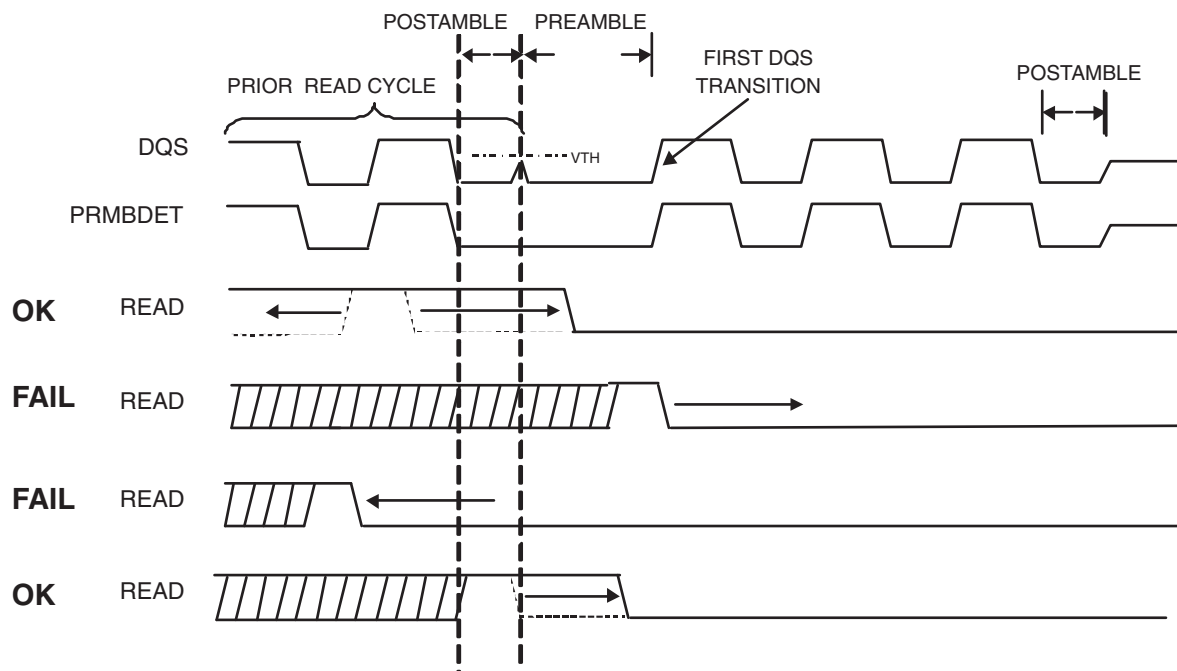 POSTAMBLE PREAMBLE
FIRST DQS
TRANSITION
POSTAMBLE
PRIOR READ CYCLE
DQS
VTH
PRMBDET
OK READ
FAIL READ
FAIL READ
OK READ